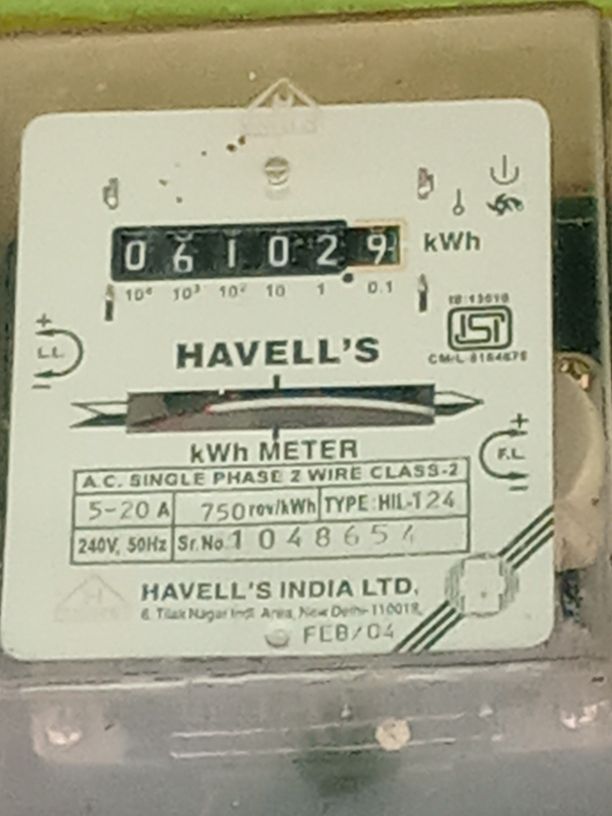 0 6 1 0 2 9 kWh
10⁴ 10³ 10² 10 1 0.1
IS:13010
ISI
CM/L
+
L.L.
−
HAVELL'S
+
F.L.
−
kWh METER
A.C. SINGLE PHASE 2 WIRE CLASS-2
5-20 A 750 rev/kWh TYPE:HIL-124
240V, 50Hz Sr.No. 1 0 4 8 6 5 4
HAVELL'S INDIA LTD.
6, Tilak Nagar Indl. Area, New Delhi-110018.
FEB/04